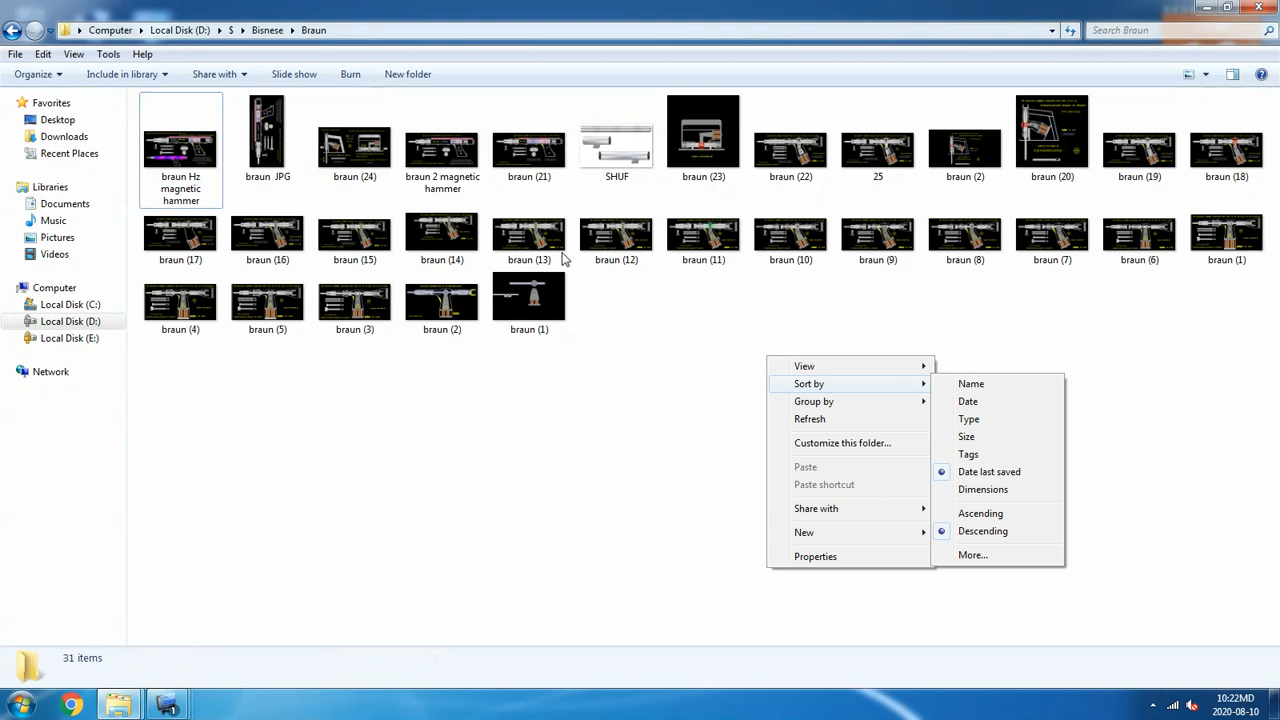 Computer Local Disk (D:) $ Bisnese Braun
Search Braun
File Edit View Tools Help
Organize Include in library Share with Slide show Burn New folder
Favorites
Desktop
Downloads
Recent Places
Libraries
Documents
Music
Pictures
Videos
Computer
Local Disk (C:)
Local Disk (D:)
Local Disk (E:)
Network
braun Hz
magnetic
hammer
braun JPG
braun (24)
braun 2 magnetic
hammer
braun (21)
SHUF
braun (23)
braun (22)
25
braun (2)
braun (20)
braun (19)
braun (18)
braun (17)
braun (16)
braun (15)
braun (14)
braun (13)
braun (12)
braun (11)
braun (10)
braun (9)
braun (8)
braun (7)
braun (6)
braun (1)
braun (4)
braun (5)
braun (3)
braun (2)
braun (1)
View
Sort by
Group by
Refresh
Customize this folder...
Paste
Paste shortcut
Share with
New
Properties
Name
Date
Type
Size
Tags
Date last saved
Dimensions
Ascending
Descending
More...
31 items
10:22MD
2020-08-10